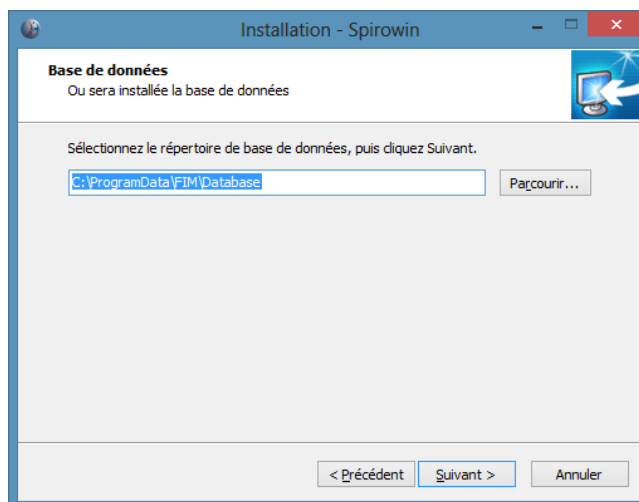 Installation - Spirowin
Base de données
Ou sera installée la base de données
Sélectionnez le répertoire de base de données, puis cliquez Suivant.
C:\ProgramData\FIM\Database
Parcourir...
< Précédent
Suivant >
Annuler